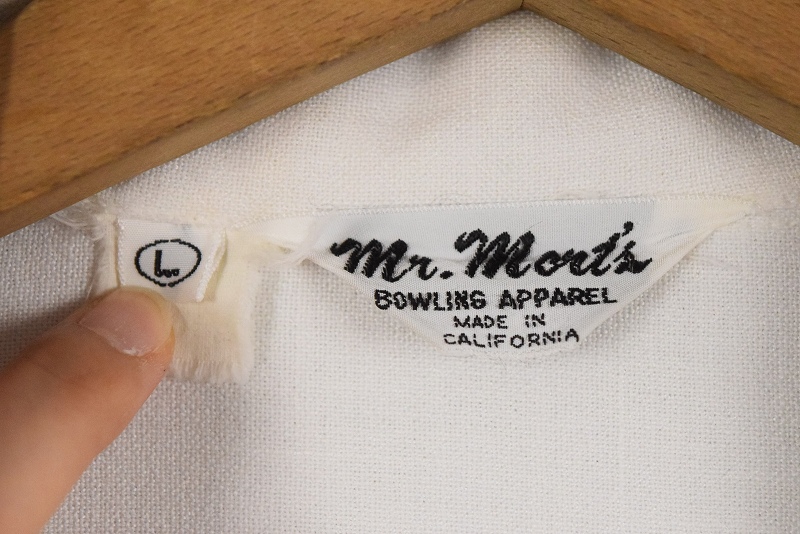 L
Mr. Mort's
BOWLING APPAREL
MADE IN
CALIFORNIA